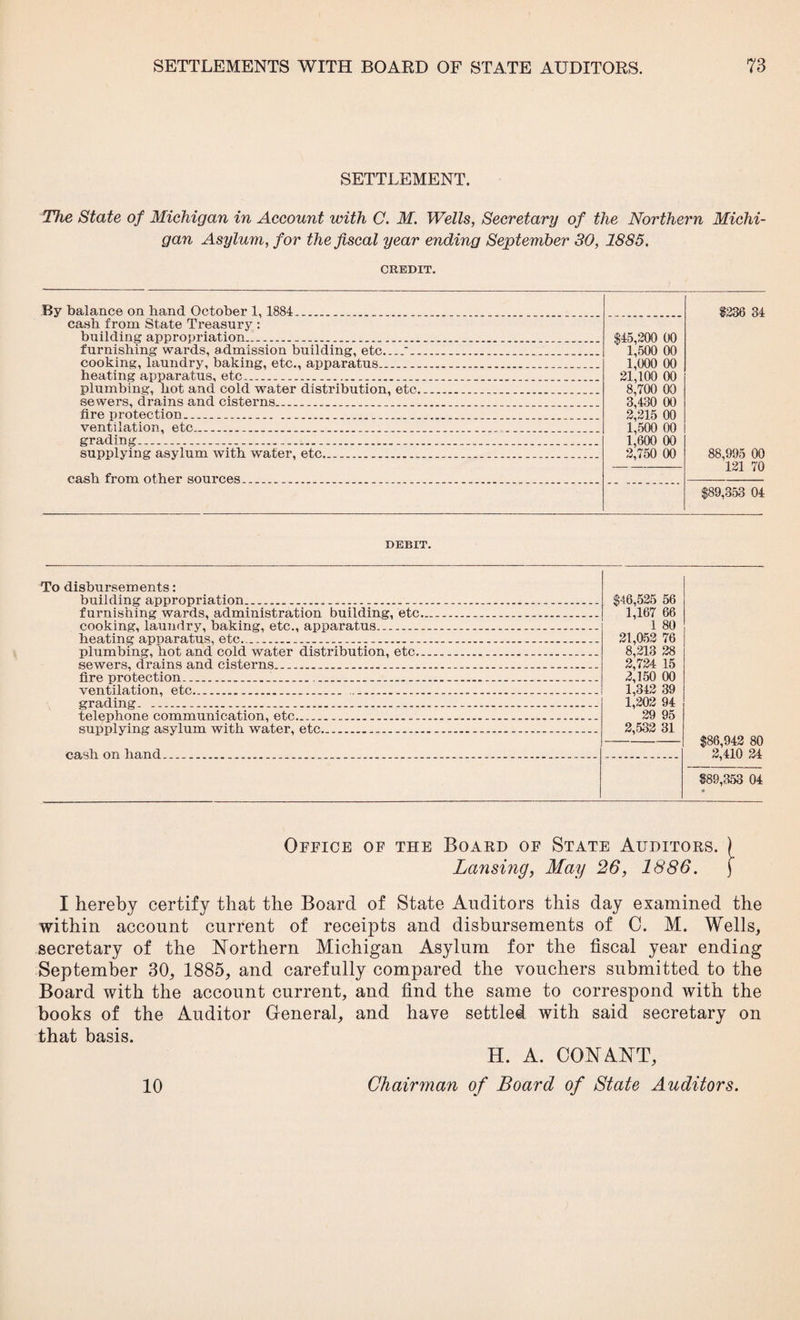 SETTLEMENTS WITH BOARD OF STATE AUDITORS. 73
SETTLEMENT.
The State of Michigan in Account with C. M. Wells, Secretary of the Northern Michi-
gan Asylum, for the fiscal year ending September 30, 1885.
CREDIT.
By balance on hand October 1, 1884 $236 34
cash from State Treasury:
building appropriation $45,200 00
furnishing wards, admission building, etc. 1,500 00
cooking, laundry, baking, etc., apparatus 1,000 00
heating apparatus, etc 21,100 00
plumbing, hot and cold water distribution, etc. 8,700 00
sewers, drains and cisterns 3,430 00
fire protection 2,215 00
ventilation, etc 1,500 00
grading 1,600 00
supplying asylum with water, etc. 2,750 00 88,995 00
cash from other sources 121 70
$89,353 04
DEBIT.
To disbursements:
building appropriation $46,525 56
furnishing wards, administration building, etc. 1,167 66
cooking, laundry, baking, etc., apparatus 1 80
heating apparatus, etc. 21,052 76
plumbing, hot and cold water distribution, etc. 8,213 28
sewers, drains and cisterns 2,724 15
fire protection 2,150 00
ventilation, etc. 1,342 39
grading. 1,202 94
telephone communication, etc. 29 95
supplying asylum with water, etc. 2,532 31
$86,942 80
cash on hand 2,410 24
$89,353 04
OFFICE OF THE BOARD OF STATE AUDITORS. }
Lansing, May 26, 1886. }
I hereby certify that the Board of State Auditors this day examined the
within account current of receipts and disbursements of C. M. Wells,
secretary of the Northern Michigan Asylum for the fiscal year ending
September 30, 1885, and carefully compared the vouchers submitted to the
Board with the account current, and find the same to correspond with the
books of the Auditor General, and have settled with said secretary on
that basis.
H. A. CONANT,
10 Chairman of Board of State Auditors.